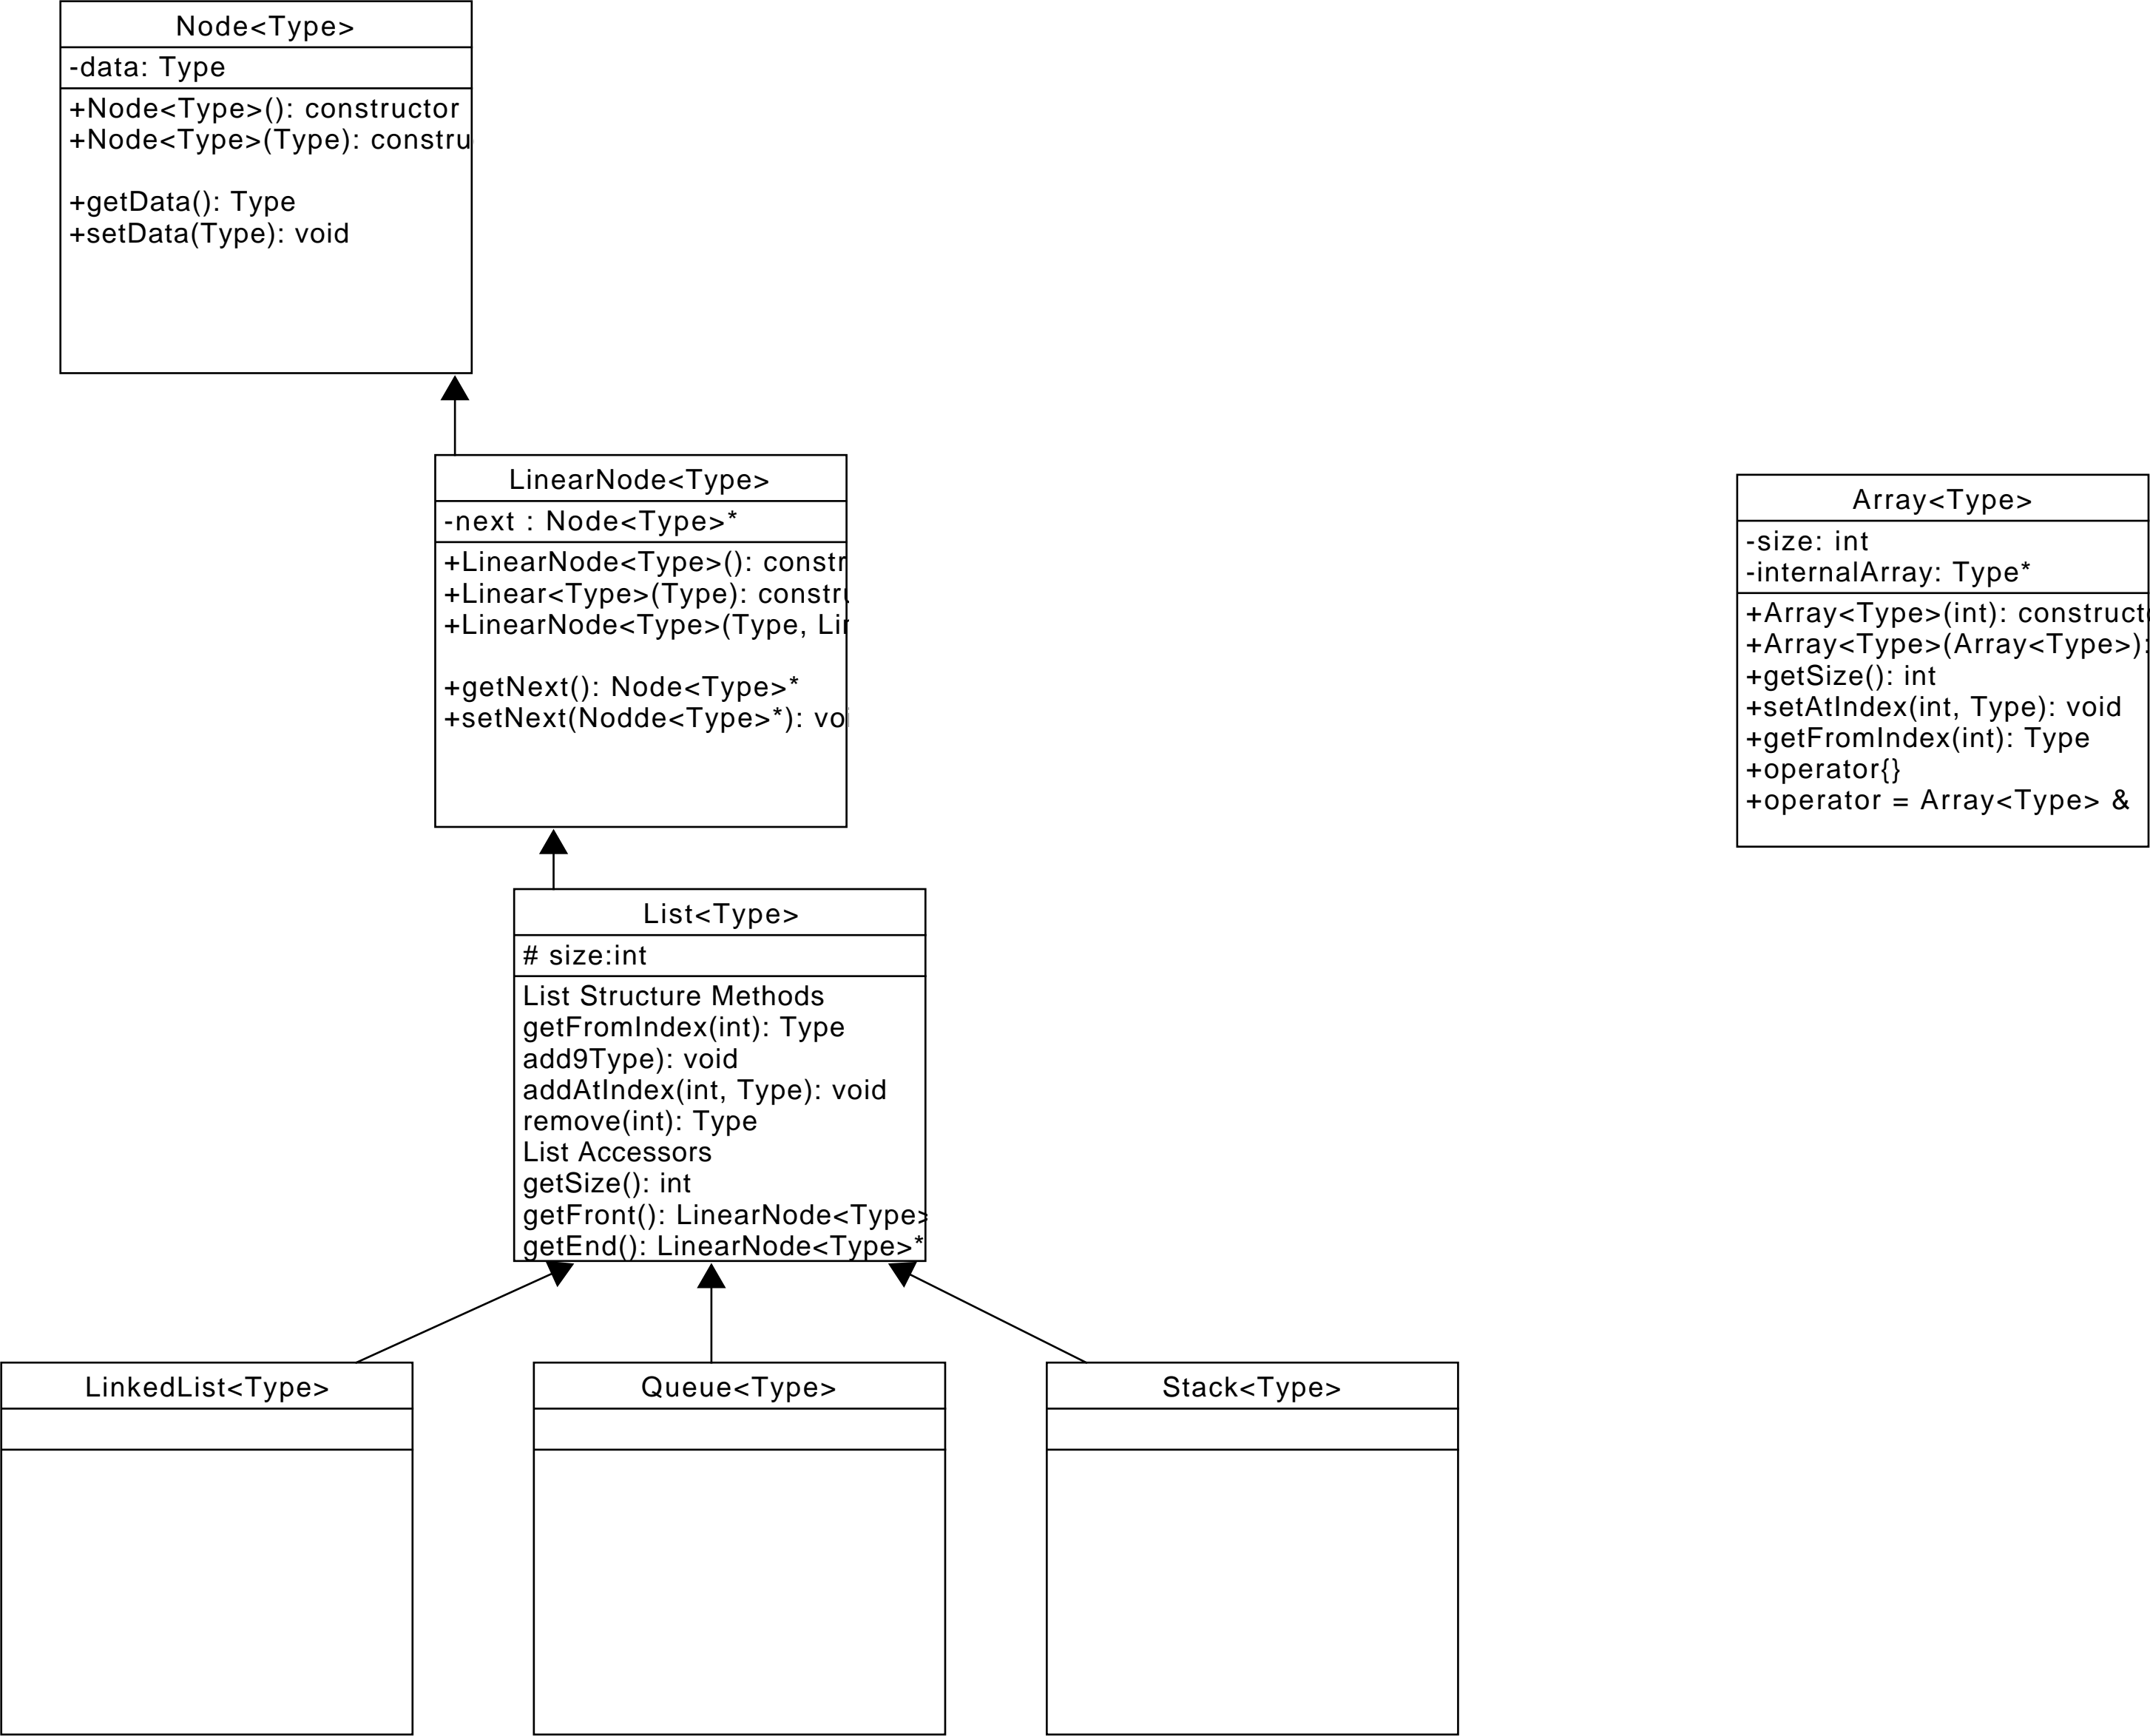 Node<Type>
-data: Type
+Node<Type>(): constructor
+Node<Type>(Type): constru
+getData(): Type
+setData(Type): void
LinearNode<Type>
-next : Node<Type>*
+LinearNode<Type>(): constr
+Linear<Type>(Type): constru
+LinearNode<Type>(Type, Lin
+getNext(): Node<Type>*
+setNext(Nodde<Type>*): voi
Array<Type>
-size: int
-internalArray: Type*
+Array<Type>(int): constructo
+Array<Type>(Array<Type>):
+getSize(): int
+setAtIndex(int, Type): void
+getFromIndex(int): Type
+operator{}
+operator = Array<Type> &
List<Type>
# size:int
List Structure Methods
getFromIndex(int): Type
add9Type): void
addAtIndex(int, Type): void
remove(int): Type
List Accessors
getSize(): int
getFront(): LinearNode<Type>
getEnd(): LinearNode<Type>*
LinkedList<Type>
Queue<Type>
Stack<Type>